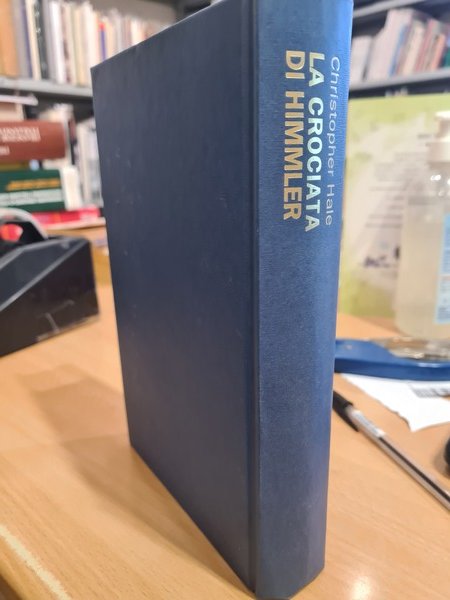 Christopher Hale
LA CROCIATA
DI HIMMLER